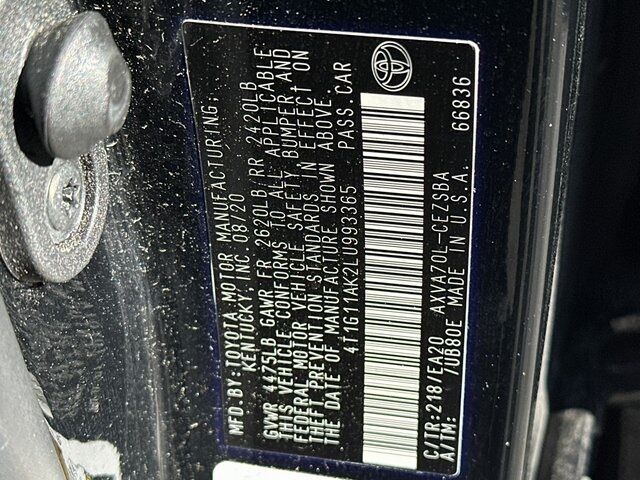 MFD. BY: TOYOTA MOTOR MANUFACTURING,
KENTUCKY, INC. 08/20
GVWR 4475LB GAWR FR 2620LB RR 2420LB
THIS VEHICLE CONFORMS TO ALL APPLICABLE
FEDERAL MOTOR VEHICLE SAFETY, BUMPER, AND
THEFT PREVENTION STANDARDS IN EFFECT ON
THE DATE OF MANUFACTURE SHOWN ABOVE.
4T1G11AK2LU993365 PASS. CAR
C/TR:218/EA20 AXVA70L-CEZSBA
A/TM: /UB80E MADE IN U.S.A. 66836